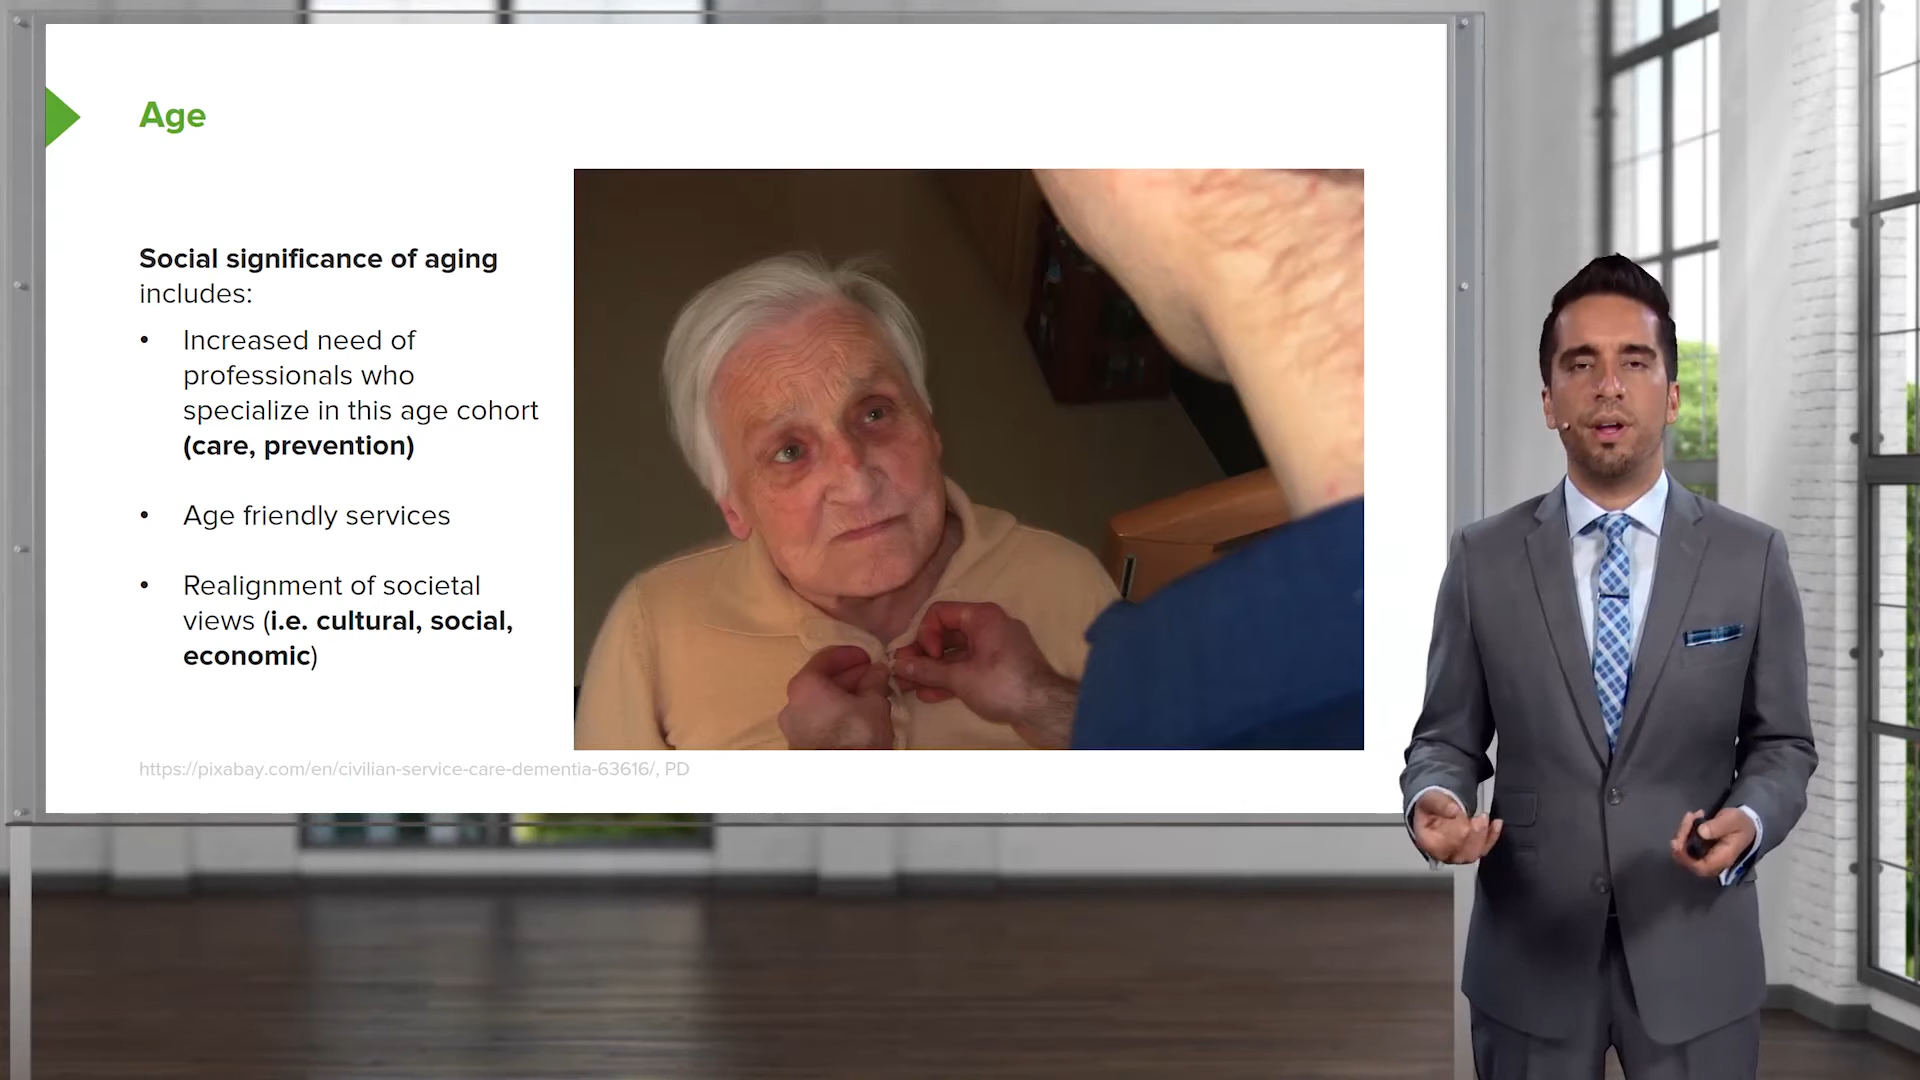 Age
Social significance of aging
includes:
• Increased need of
professionals who
specialize in this age cohort
(care, prevention)
• Age friendly services
• Realignment of societal
views (i.e. cultural, social,
economic)
https://pixabay.com/en/civilian-service-care-dementia-63616/, PD